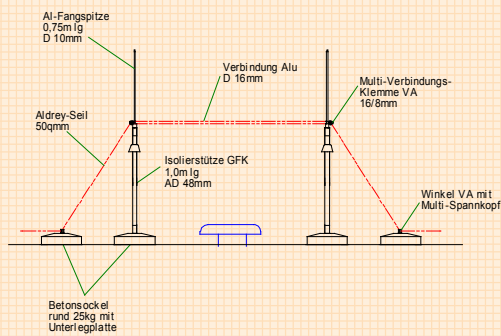 Al-Fangspitze
0,75m lg
D 10mm
Verbindung Alu
D 16mm
Multi-Verbindungs-
Klemme VA
16/8mm
Aldrey-Seil
50qmm
Isolierstütze GFK
1,0m lg
AD 48mm
Winkel VA mit
Multi-Spannkopf
Betonsockel
rund 25kg mit
Unterlegplatte